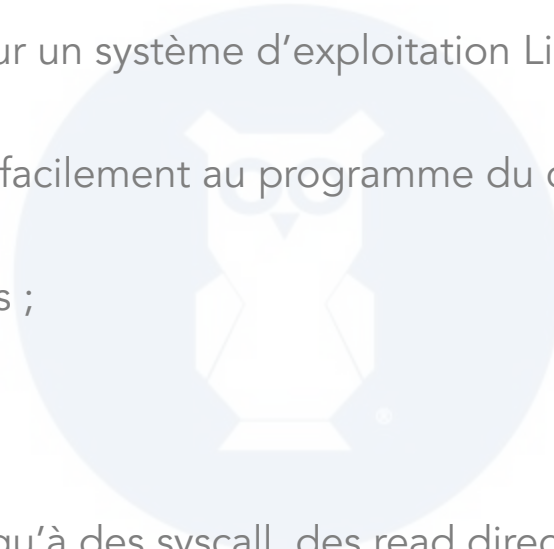 ur un système d’exploitation Li
facilement au programme du
s ;
qu’à des syscall, des read direc